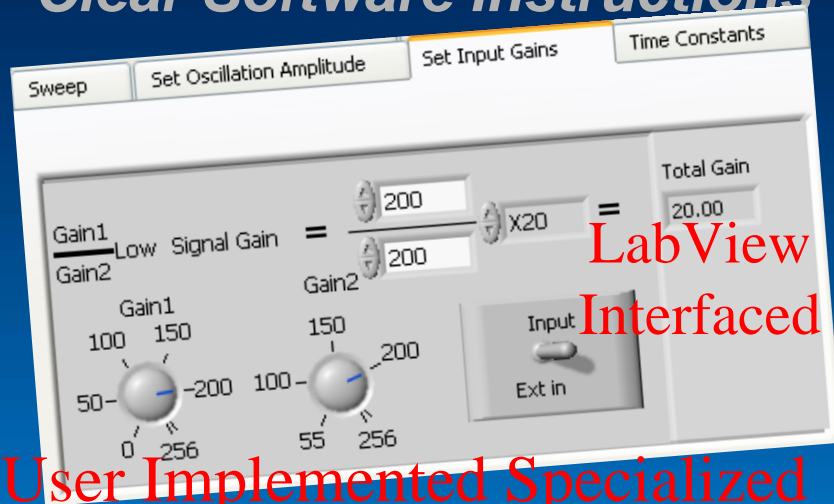 Clear Software Instructions
Sweep
Set Oscillation Amplitude
Set Input Gains
Time Constants
Gain1
Gain2
Low Signal Gain
=
200
200
X20
=
Total Gain
20.00
LabView
Interfaced
Gain1
0
50
100
150
200
256
Gain2
55
100
150
200
256
Input
Ext in
User Implemented Specialized